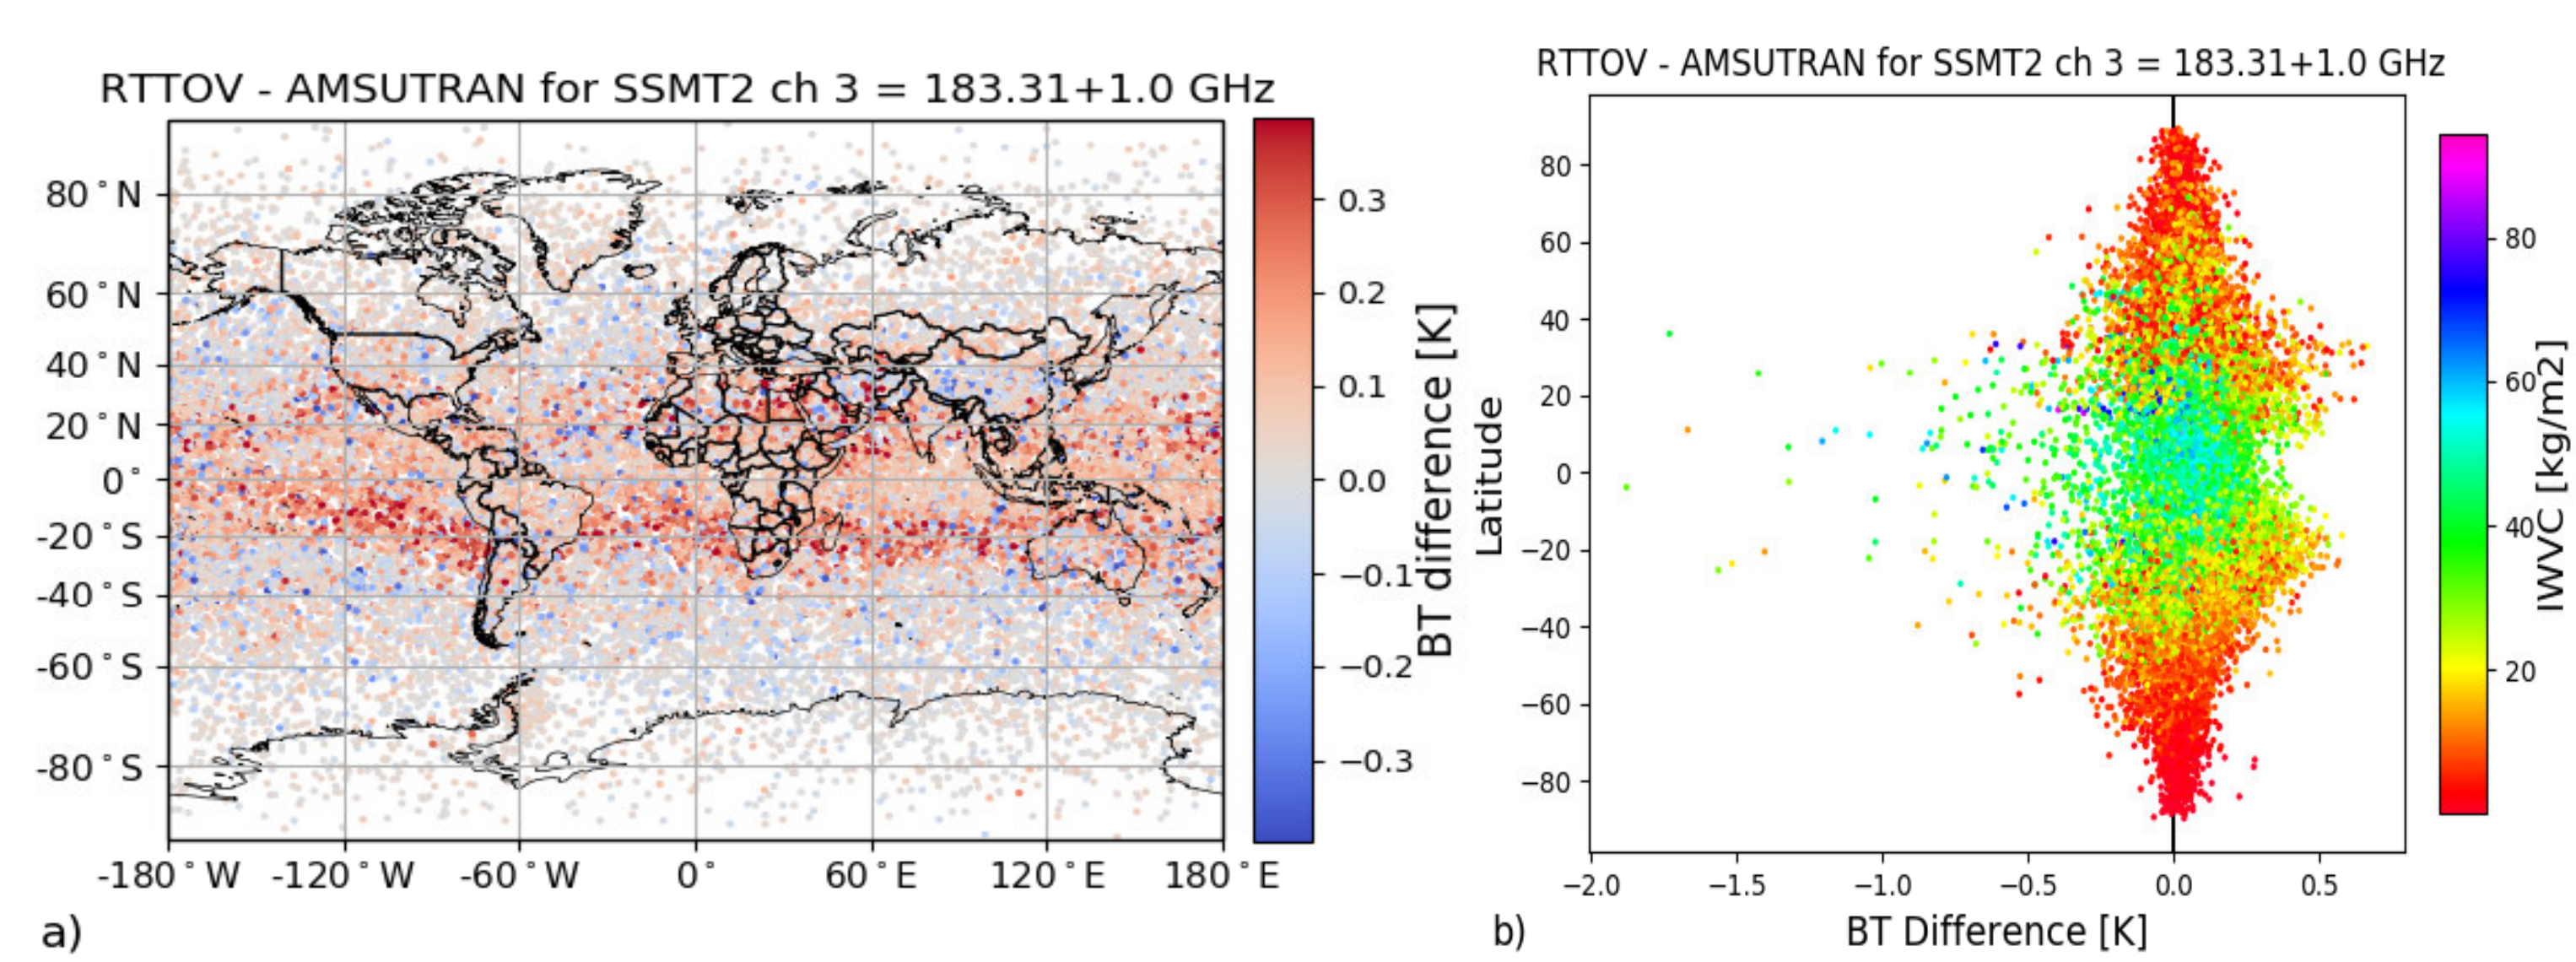 RTTOV - AMSUTRAN for SSMT2 ch 3 = 183.31+1.0 GHz
80°N
60°N
40°N
20°N
0°
-20°S
-40°S
-60°S
-80°S
-180°W -120°W -60°W 0° 60°E 120°E 180°E
0.3
0.2
0.1
0.0
−0.1
−0.2
−0.3
BT difference [K]
a)
RTTOV - AMSUTRAN for SSMT2 ch 3 = 183.31+1.0 GHz
Latitude
80
60
40
20
0
−20
−40
−60
−80
−2.0 −1.5 −1.0 −0.5 0.0 0.5
BT Difference [K]
80
60
40
20
IWVC [kg/m2]
b)